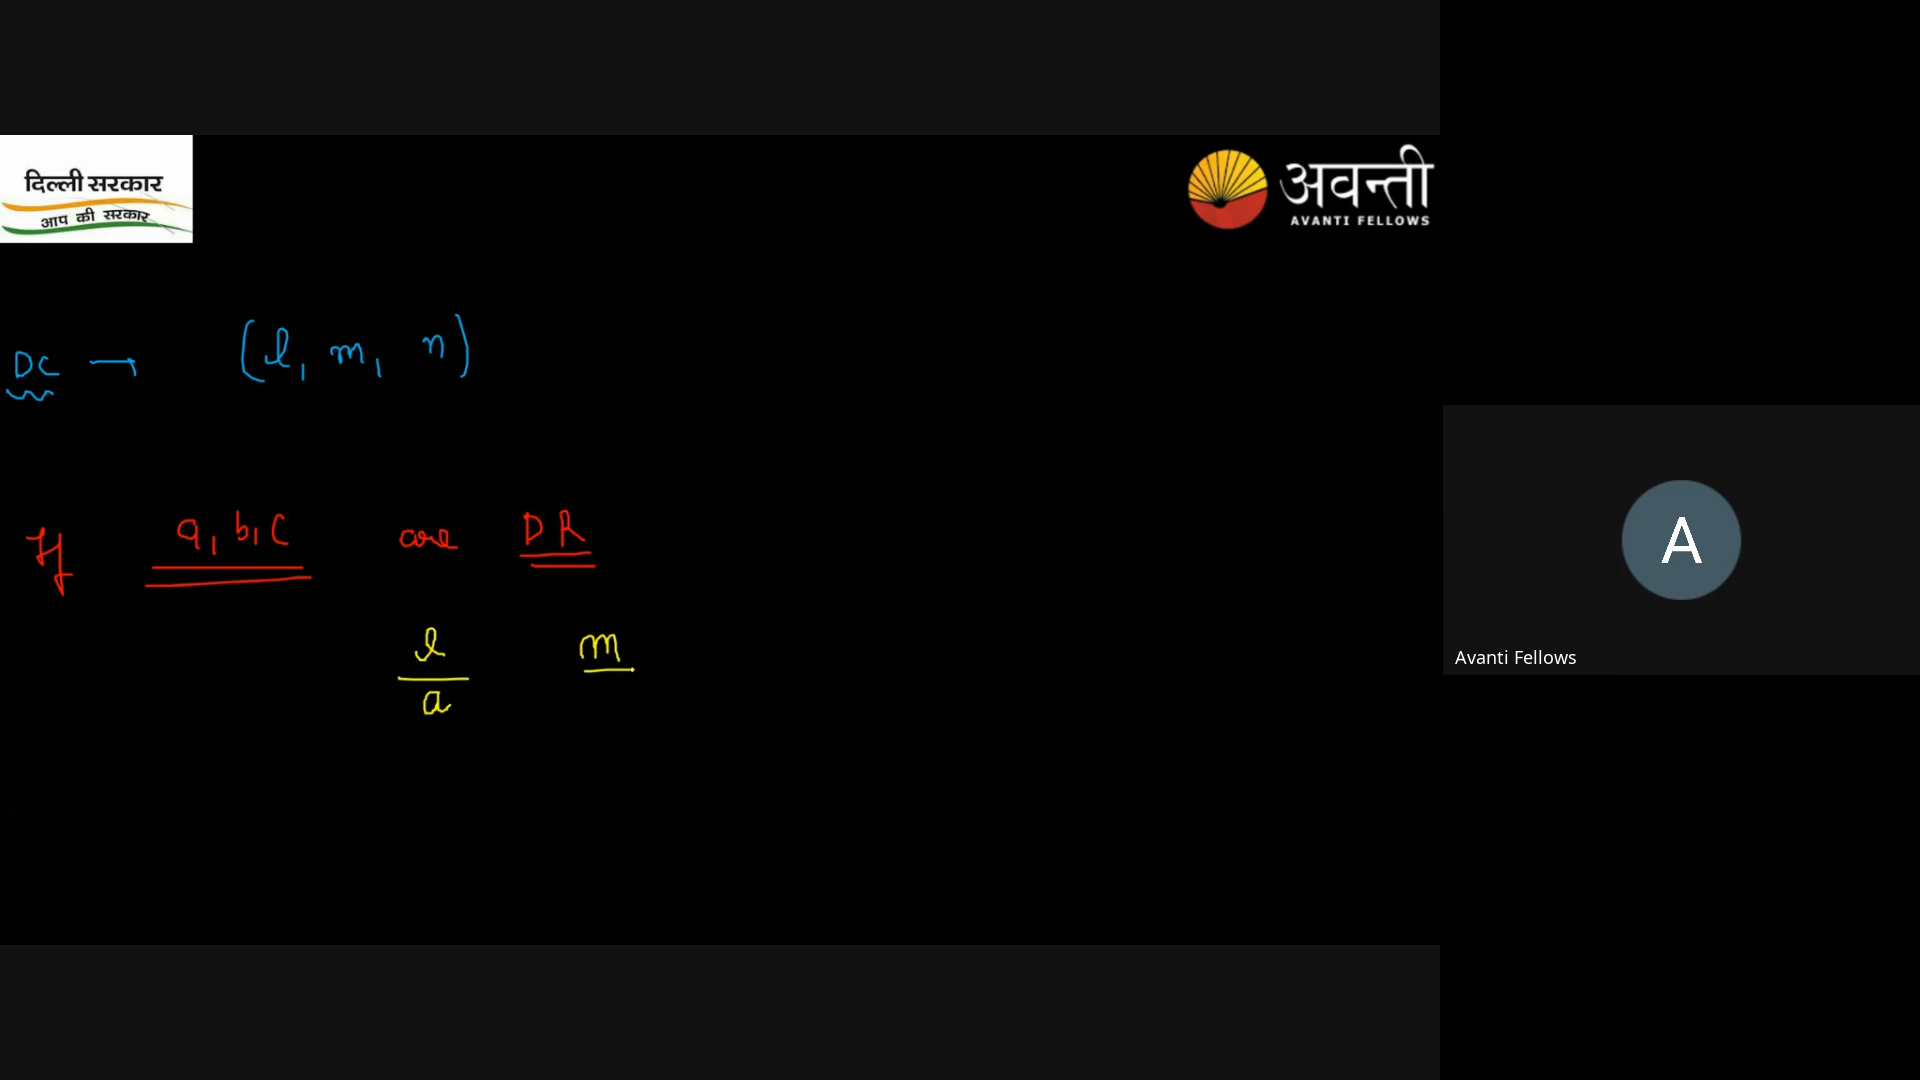 दिल्ली सरकार
आप की सरकार
अवन्ती
AVANTI FELLOWS
DC → (l, m, n)
If a, b, c are DR
l/a m
A
Avanti Fellows